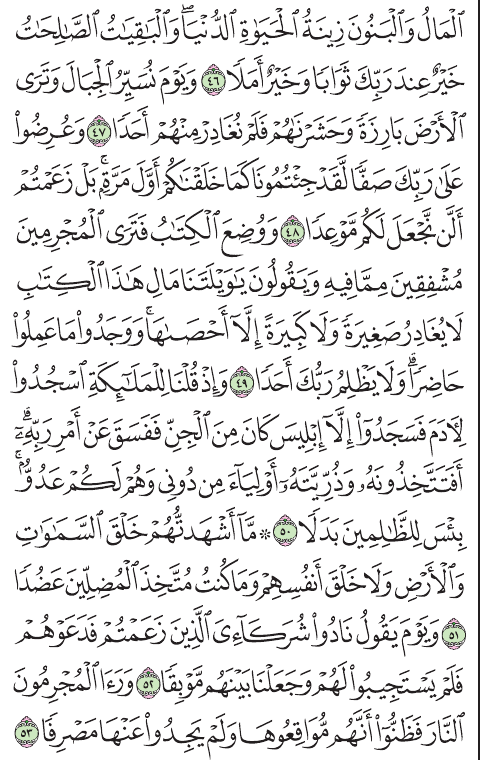 ٱلْمَالُ وَٱلْبَنُونَ زِينَةُ ٱلْحَيَوٰةِ ٱلدُّنْيَا ۖ وَٱلْبَٰقِيَٰتُ ٱلصَّٰلِحَٰتُ
خَيْرٌ عِندَ رَبِّكَ ثَوَابًا وَخَيْرٌ أَمَلًا ٤٦ وَيَوْمَ نُسَيِّرُ ٱلْجِبَالَ وَتَرَى
ٱلْأَرْضَ بَارِزَةً وَحَشَرْنَٰهُمْ فَلَمْ نُغَادِرْ مِنْهُمْ أَحَدًا ٤٧ وَعُرِضُوا۟
عَلَىٰ رَبِّكَ صَفًّا لَّقَدْ جِئْتُمُونَا كَمَا خَلَقْنَٰكُمْ أَوَّلَ مَرَّةٍۭ ۚ بَلْ زَعَمْتُمْ
أَلَّن نَّجْعَلَ لَكُم مَّوْعِدًا ٤٨ وَوُضِعَ ٱلْكِتَٰبُ فَتَرَى ٱلْمُجْرِمِينَ
مُشْفِقِينَ مِمَّا فِيهِ وَيَقُولُونَ يَٰوَيْلَتَنَا مَالِ هَٰذَا ٱلْكِتَٰبِ
لَا يُغَادِرُ صَغِيرَةً وَلَا كَبِيرَةً إِلَّآ أَحْصَىٰهَا ۚ وَوَجَدُوا۟ مَا عَمِلُوا۟
حَاضِرًا ۗ وَلَا يَظْلِمُ رَبُّكَ أَحَدًا ٤٩ وَإِذْ قُلْنَا لِلْمَلَٰٓئِكَةِ ٱسْجُدُوا۟
لِءَادَمَ فَسَجَدُوٓا۟ إِلَّآ إِبْلِيسَ كَانَ مِنَ ٱلْجِنِّ فَفَسَقَ عَنْ أَمْرِ رَبِّهِۦٓ ۗ
أَفَتَتَّخِذُونَهُۥ وَذُرِّيَّتَهُۥٓ أَوْلِيَآءَ مِن دُونِى وَهُمْ لَكُمْ عَدُوٌّۢ ۚ
بِئْسَ لِلظَّٰلِمِينَ بَدَلًا ٥٠ ۞ مَّآ أَشْهَدتُّهُمْ خَلْقَ ٱلسَّمَٰوَٰتِ
وَٱلْأَرْضِ وَلَا خَلْقَ أَنفُسِهِمْ وَمَا كُنتُ مُتَّخِذَ ٱلْمُضِلِّينَ عَضُدًا
٥١ وَيَوْمَ يَقُولُ نَادُوا۟ شُرَكَآءِىَ ٱلَّذِينَ زَعَمْتُمْ فَدَعَوْهُمْ
فَلَمْ يَسْتَجِيبُوا۟ لَهُمْ وَجَعَلْنَا بَيْنَهُم مَّوْبِقًا ٥٢ وَرَءَا ٱلْمُجْرِمُونَ
ٱلنَّارَ فَظَنُّوٓا۟ أَنَّهُم مُّوَاقِعُوهَا وَلَمْ يَجِدُوا۟ عَنْهَا مَصْرِفًا ٥٣